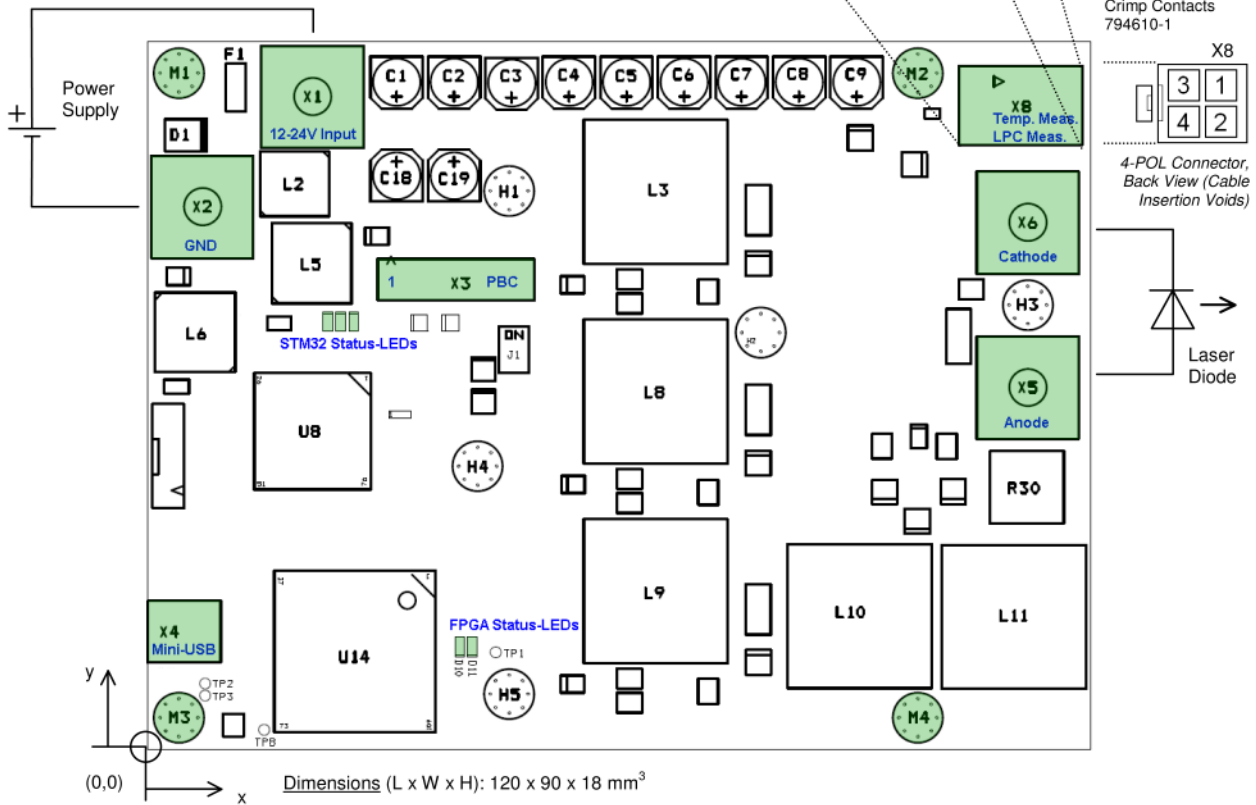 Crimp Contacts
794610-1
X8
3 1
4 2
4-POL Connector,
Back View (Cable
Insertion Voids)
Power
Supply
+
M1
F1
X1
12-24V Input
C1
+
C2
+
C3
+
C4
+
C5
+
C6
+
C7
+
C8
+
C9
+
M2
X8
Temp. Meas.
LPC Meas.
D1
L2
+
C18
+
C19
H1
L3
X2
GND
X6
Cathode
L5
1
X3
PBC
H3
L6
STM32 Status-LEDs
ON
J1
H2
Laser
Diode
L8
X5
Anode
U8
H4
R30
L9
L10
L11
X4
Mini-USB
U14
FPGA Status-LEDs
D10
D11
TP1
y
TP2
TP3
M3
H5
M4
TP8
(0,0)
x
Dimensions (L x W x H): 120 x 90 x 18 mm³